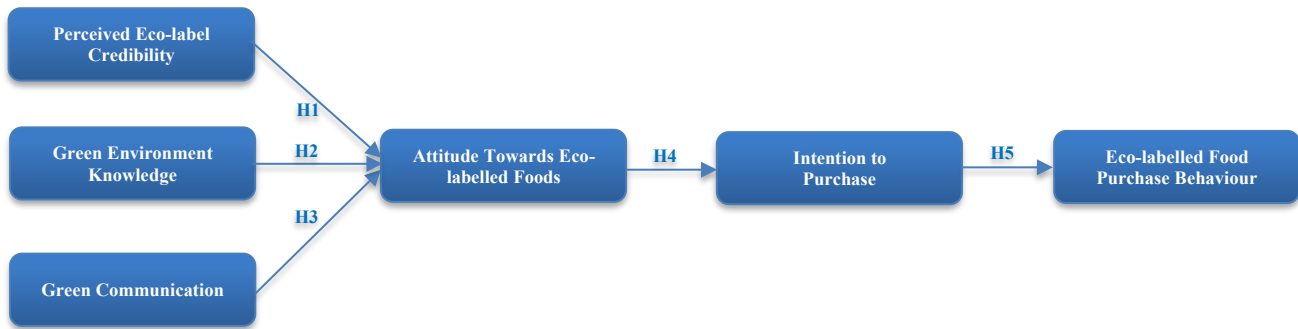 Perceived Eco-label
Credibility
H1
Green Environment
Knowledge
H2
Attitude Towards Eco-
labelled Foods
H4
Intention to
Purchase
H5
Eco-labelled Food
Purchase Behaviour
H3
Green Communication